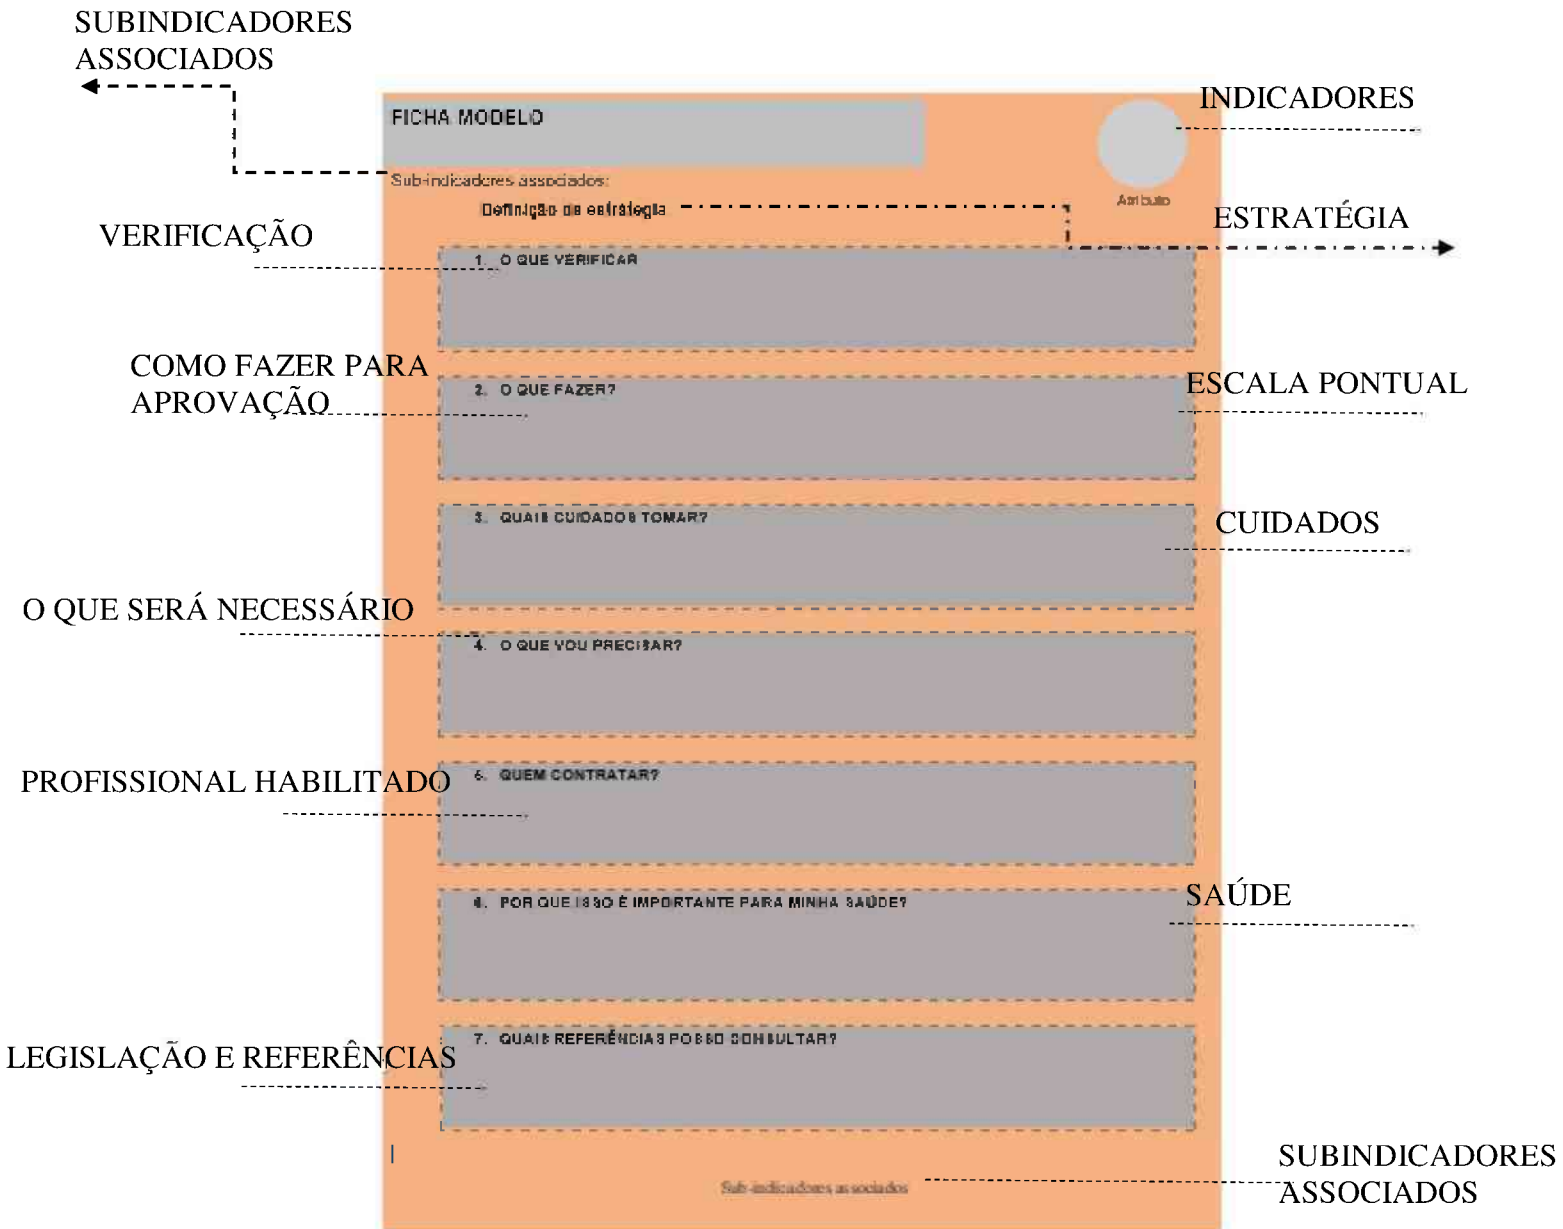 SUBINDICADORES
ASSOCIADOS
INDICADORES
FICHA MODELO
Sub-indicadores associados:
Atributo
Definição de estratégia
ESTRATÉGIA
VERIFICAÇÃO
1. O QUE VERIFICAR
COMO FAZER PARA
APROVAÇÃO
2. O QUE FAZER?
ESCALA PONTUAL
3. QUAIS CUIDADOS TOMAR?
CUIDADOS
O QUE SERÁ NECESSÁRIO
4. O QUE VOU PRECISAR?
PROFISSIONAL HABILITADO
5. QUEM CONTRATAR?
6. POR QUE ISSO É IMPORTANTE PARA MINHA SAÚDE?
SAÚDE
7. QUAIS REFERÊNCIAS POSSO CONSULTAR?
LEGISLAÇÃO E REFERÊNCIAS
Sub-indicadores associados
SUBINDICADORES
ASSOCIADOS